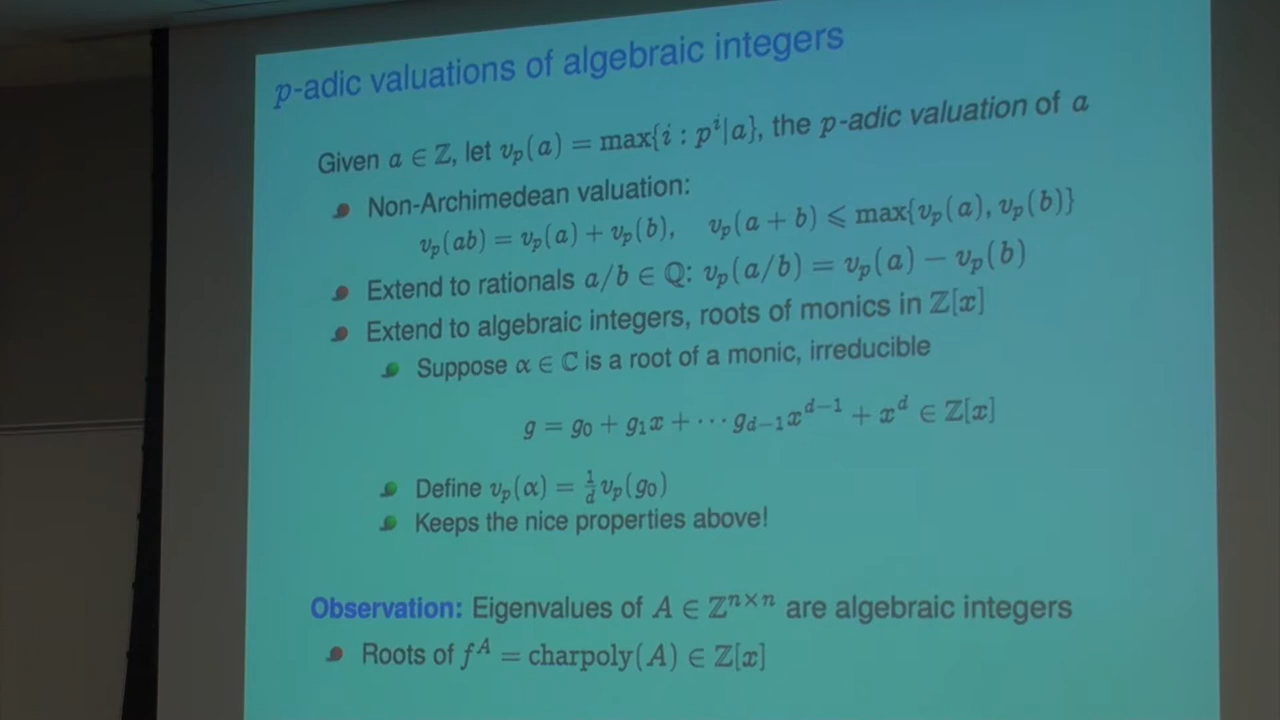 p-adic valuations of algebraic integers
Given a ∈ ℤ, let v_p(a) = max{i : p^i|a}, the p-adic valuation of a
Non-Archimedean valuation:
v_p(ab) = v_p(a) + v_p(b), v_p(a + b) ⩽ max{v_p(a), v_p(b)}
Extend to rationals a/b ∈ ℚ: v_p(a/b) = v_p(a) − v_p(b)
Extend to algebraic integers, roots of monics in ℤ[x]
Suppose α ∈ ℂ is a root of a monic, irreducible
g = g_0 + g_1x + ⋯ g_{d−1}x^{d−1} + x^d ∈ ℤ[x]
Define v_p(α) = 1/d v_p(g_0)
Keeps the nice properties above!
Observation: Eigenvalues of A ∈ ℤ^{n×n} are algebraic integers
Roots of f^A = charpoly(A) ∈ ℤ[x]